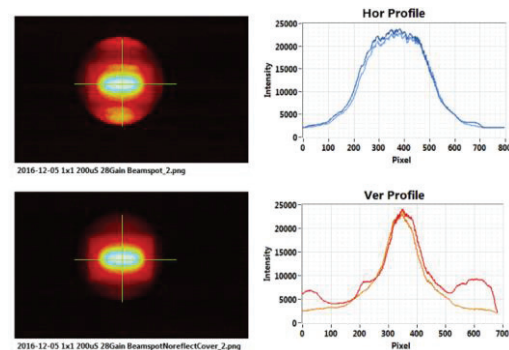 Hor Profile
25000
20000
15000
10000
5000
0
Intensity
0 100 200 300 400 500 600 700 800
Pixel
2016-12-05 1x1 200uS 28Gain Beamspot_2.png
Ver Profile
25000
20000
15000
10000
5000
0
Intensity
0 100 200 300 400 500 600 700
Pixel
2016-12-05 1x1 200uS 28Gain BeamspotNoreflectCover_2.png